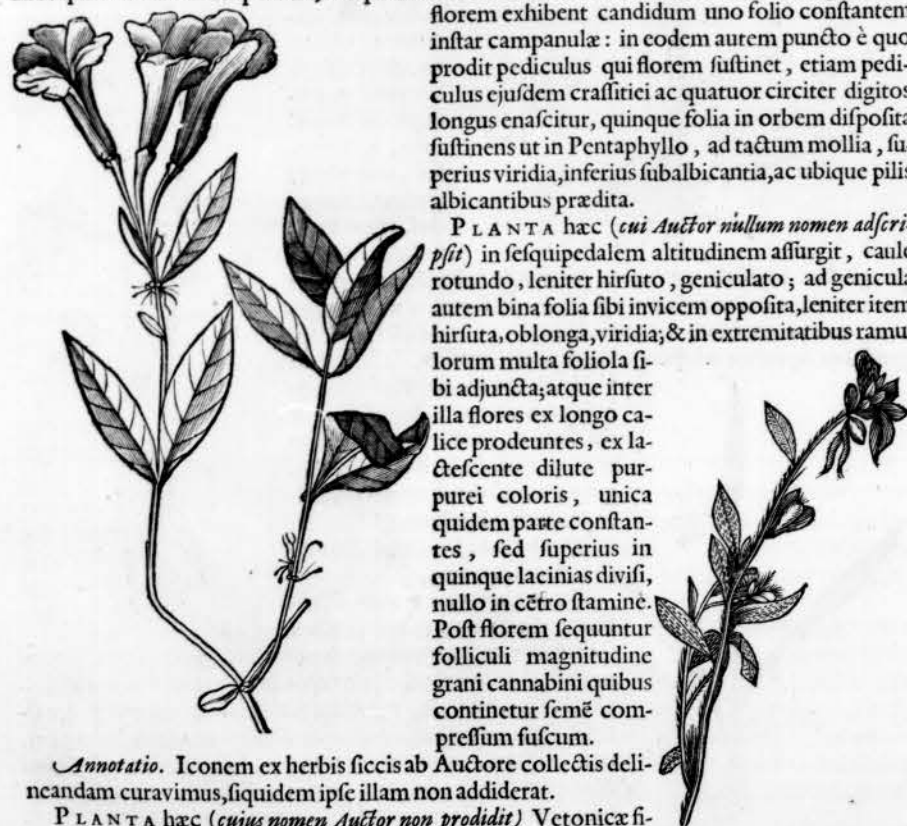 florem exhibent candidum uno folio conſtantem
inſtar campanulæ: in eodem autem puncto è quo
prodit pediculus qui florem ſuſtinet, etiam pedi-
culus ejuſdem craſſitiei ac quatuor circiter digitos
longus enaſcitur, quinque folia in orbem diſpoſita
ſuſtinens ut in Pentaphyllo, ad tactum mollia, ſu-
perius viridia, inferius ſubalbicantia, ac ubique pilis
albicantibus prædita.
PLANTA hæc (cui Auctor nullum nomen adſcri-
pſit) in ſeſquipedalem altitudinem aſſurgit, caule
rotundo, leniter hirſuto, geniculato; ad genicula
autem bina folia ſibi invicem oppoſita, leniter item
hirſuta, oblonga, viridia; & in extremitatibus ramu-
lorum multa foliola ſi-
bi adjuncta; atque inter
illa flores ex longo ca-
lice prodeuntes, ex la-
cteſcente dilute pur-
purei coloris, unica
quidem parte conſtan-
tes, ſed ſuperius in
quinque lacinias diviſi,
nullo in cētro ſtamine.
Poſt florem ſequuntur
folliculi magnitudine
grani cannabini quibus
continetur ſemē com-
preſſum fuſcum.
Annotatio. Iconem ex herbis ſiccis ab Auctore collectis deli-
neandam curavimus, ſiquidem ipſe illam non addiderat.
PLANTA hæc (cujus nomen Auctor non prodidit) Vetonicæ ſi-